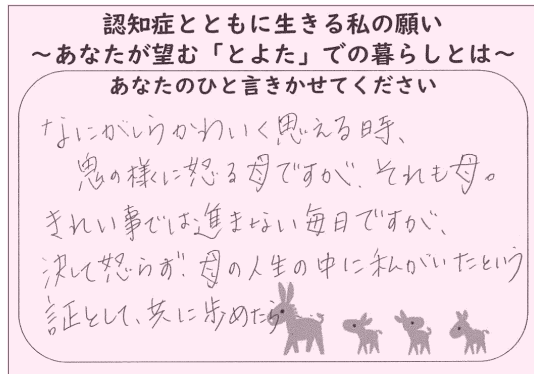 認知症とともに生きる私の願い
～あなたが望む「とよた」での暮らしとは～
あなたのひと言きかせてください
なにがしらかわいく思える時、
鬼の様に怒る母ですが、それも母。
きれい事では進まない毎日ですが、
決して怒らず!母の人生の中に私がいたという
証として、共に歩めたら